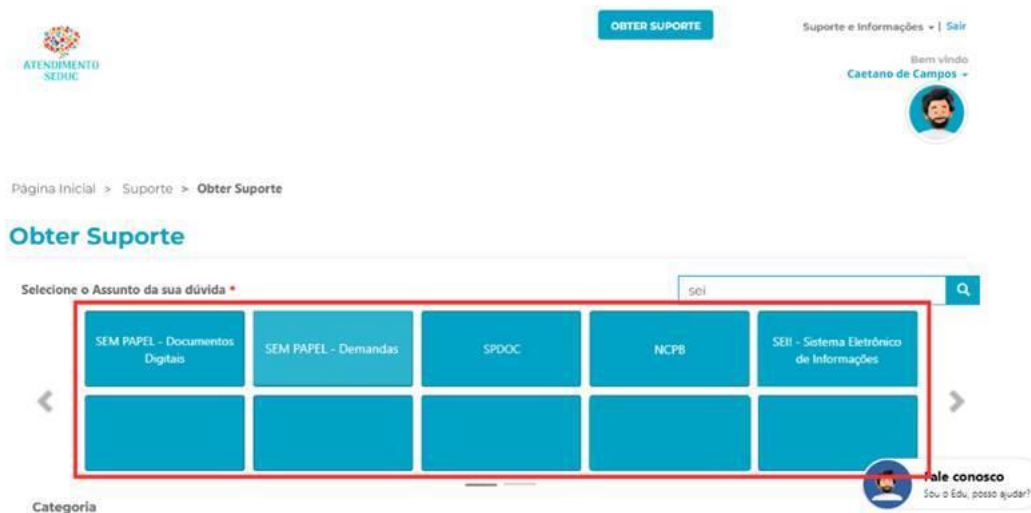 OBTER SUPORTE
Suporte e Informações | Sair
ATENDIMENTO
SEDUC
Bem vindo
Caetano de Campos
Página Inicial > Suporte > Obter Suporte
Obter Suporte
Selecione o Assunto da sua dúvida *
sei
SEM PAPEL - Documentos
Digitais
SEM PAPEL - Demandas
SPDOC
NCPB
SEI! - Sistema Eletrônico
de Informações
Fale conosco
Sou o Edu, posso ajudar?
Categoria